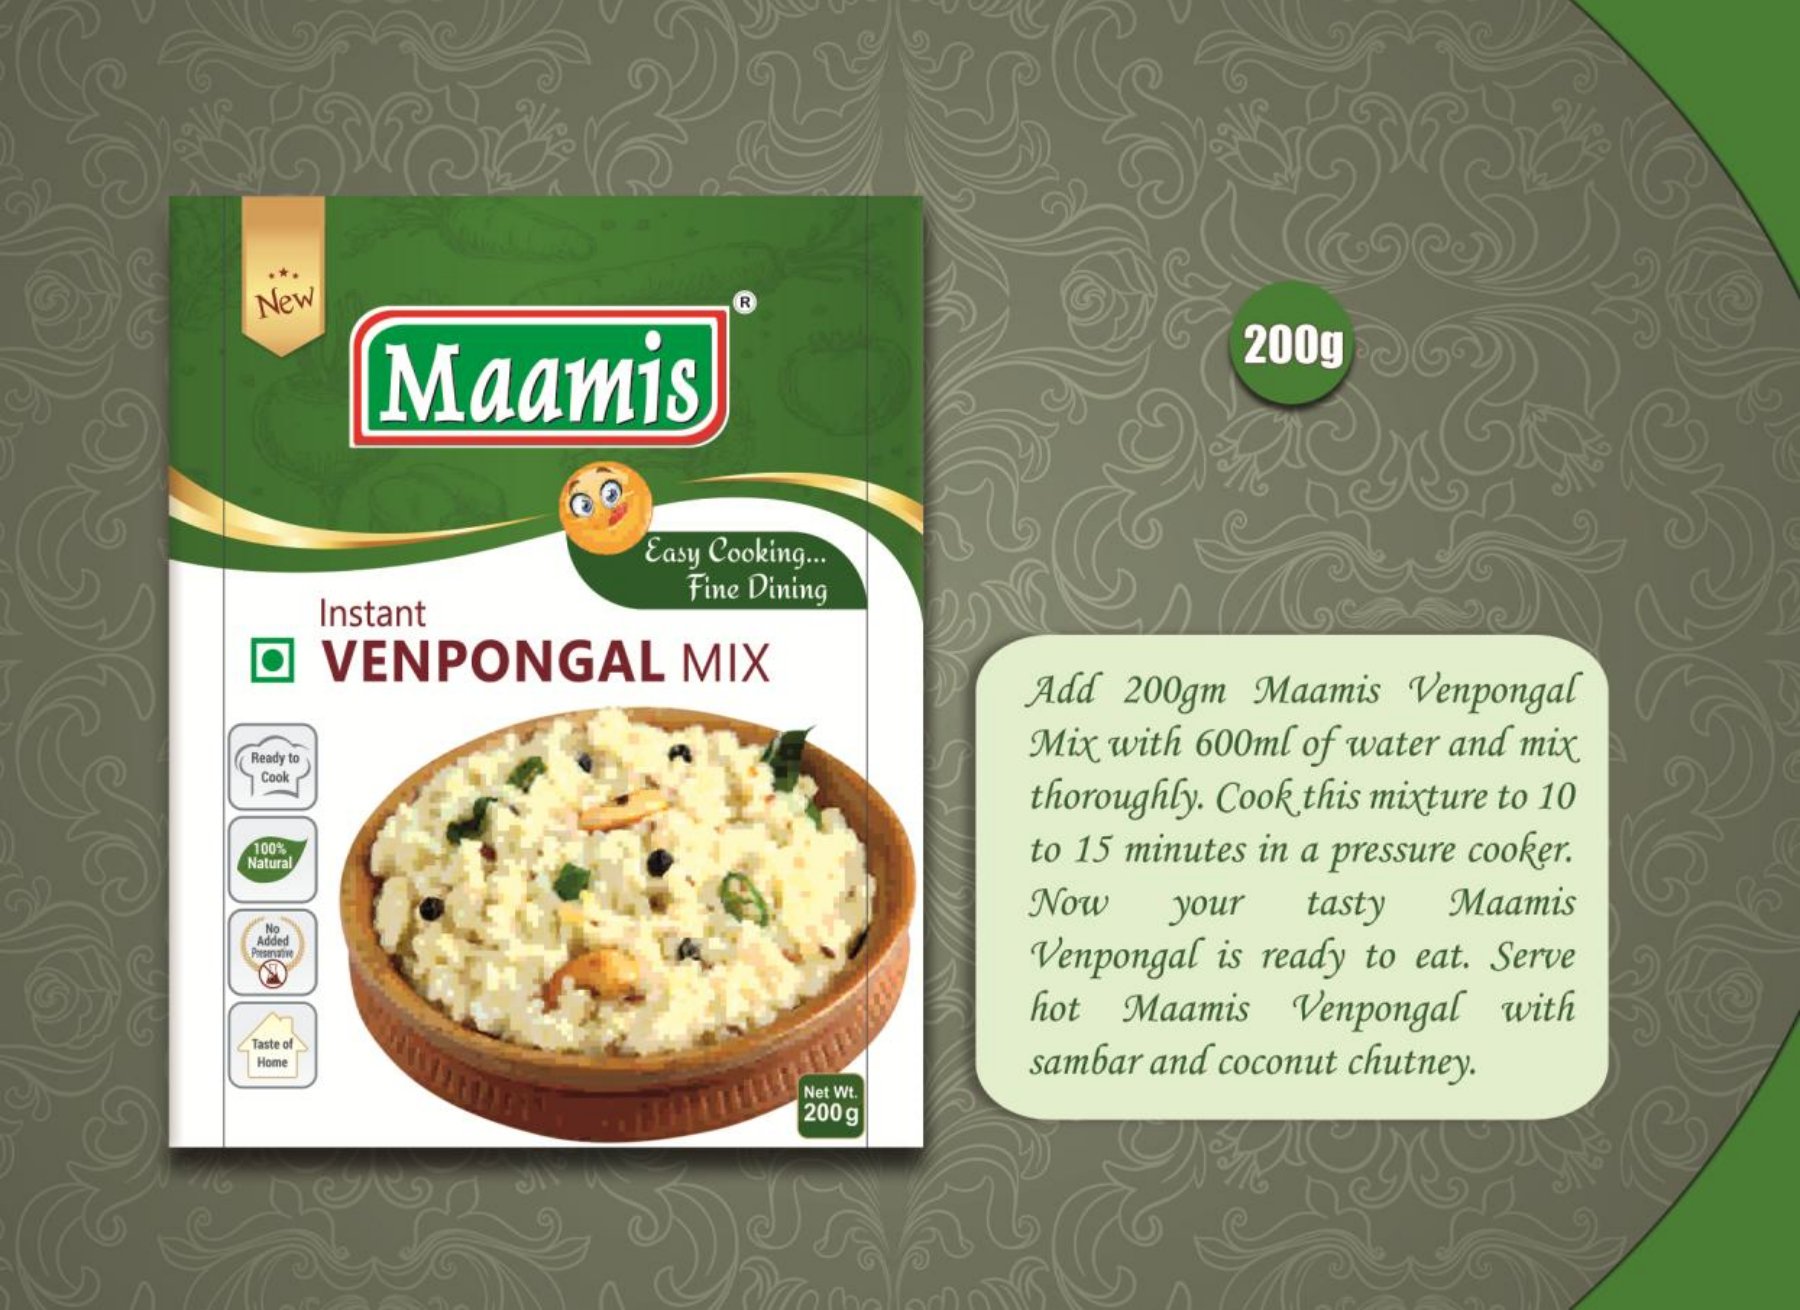 New
Maamis®
Easy Cooking...
Fine Dining
Instant
VENPONGAL MIX
Ready to
Cook
100%
Natural
No
Added
Preservative
Taste of
Home
Net Wt.
200g
200g
Add 200gm Maamis Venpongal
Mix with 600ml of water and mix
thoroughly. Cook this mixture to 10
to 15 minutes in a pressure cooker.
Now your tasty Maamis
Venpongal is ready to eat. Serve
hot Maamis Venpongal with
sambar and coconut chutney.